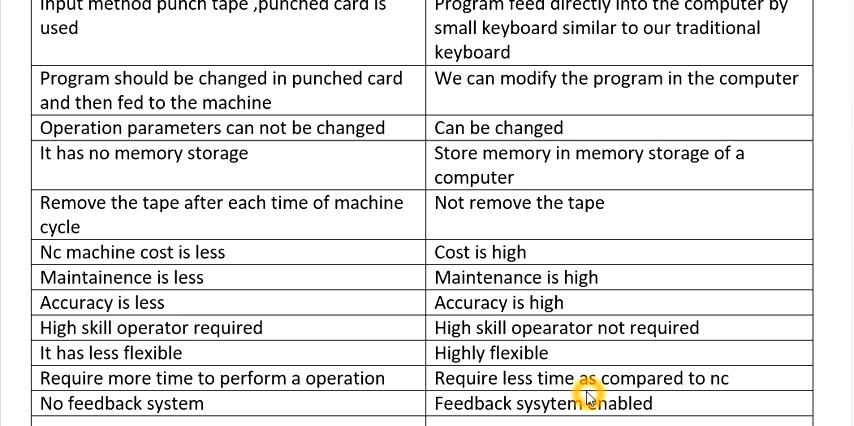 Input method punch tape ,punched card is
used
Program feed directly into the computer by
small keyboard similar to our traditional
keyboard
Program should be changed in punched card
and then fed to the machine
We can modify the program in the computer
Operation parameters can not be changed
Can be changed
It has no memory storage
Store memory in memory storage of a
computer
Remove the tape after each time of machine
cycle
Not remove the tape
Nc machine cost is less
Cost is high
Maintainence is less
Maintenance is high
Accuracy is less
Accuracy is high
High skill operator required
High skill opearator not required
It has less flexible
Highly flexible
Require more time to perform a operation
Require less time as compared to nc
No feedback system
Feedback sysytem enabled